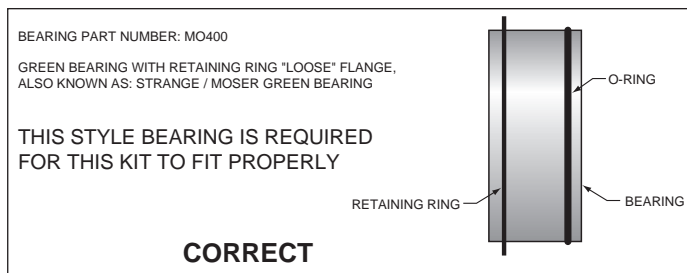 BEARING PART NUMBER: MO400
GREEN BEARING WITH RETAINING RING "LOOSE" FLANGE,
ALSO KNOWN AS: STRANGE / MOSER GREEN BEARING
THIS STYLE BEARING IS REQUIRED
FOR THIS KIT TO FIT PROPERLY
O-RING
RETAINING RING
BEARING
CORRECT